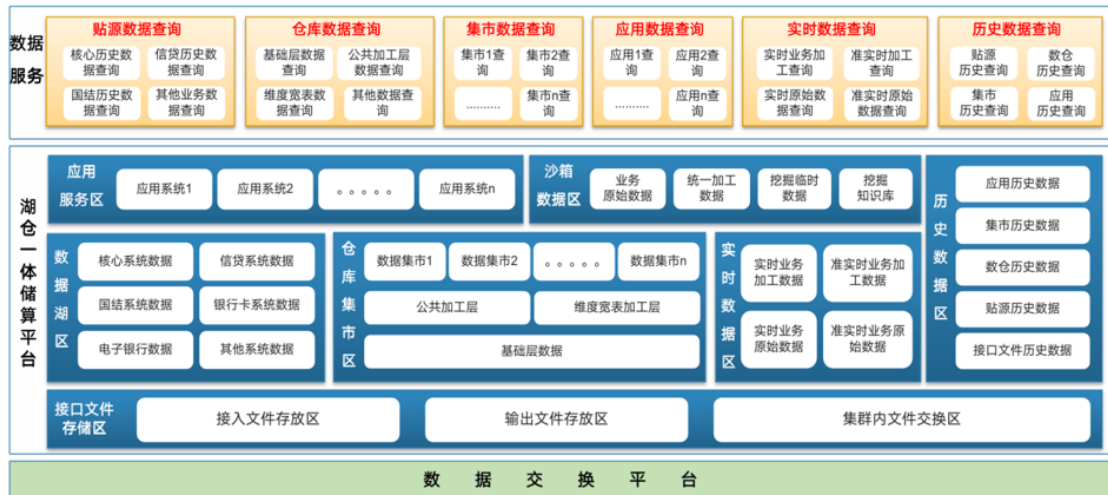 数据
服务
贴源数据查询
核心历史数
据查询
信贷历史数
据查询
国结历史数
据查询
其他业务数
据查询
仓库数据查询
基础层数据
查询
公共加工层
数据查询
维度宽表数
据查询
其他数据查
询
集市数据查询
集市1查
询
集市2查
询
..........
集市n查
询
应用数据查询
应用1查
询
应用2查
询
..........
应用n查
询
实时数据查询
实时业务加
工查询
准实时加工
查询
实时原始数
据查询
准实时原始
数据查询
历史数据查询
贴源
历史查询
数仓
历史查询
集市
历史查询
应用
历史查询
湖仓一体储算平台
应用
服务区
应用系统1
应用系统2
。。。。。
应用系统n
沙箱
数据区
业务
原始数据
统一加工
数据
挖掘临时
数据
挖掘
知识库
数据湖区
核心系统数据
信贷系统数据
国结系统数据
银行卡系统数据
电子银行数据
其他系统数据
仓库集市区
数据集市1
数据集市2
。。。。。
数据集市n
公共加工层
维度宽表加工层
基础层数据
实时数据区
实时业务
加工数据
准实时业务加
工数据
实时业务
原始数据
准实时业务原
始数据
历史数据区
应用历史数据
集市历史数据
数仓历史数据
贴源历史数据
接口文件历史数据
接口文件
存储区
接入文件存放区
输出文件存放区
集群内文件交换区
数据交换平台